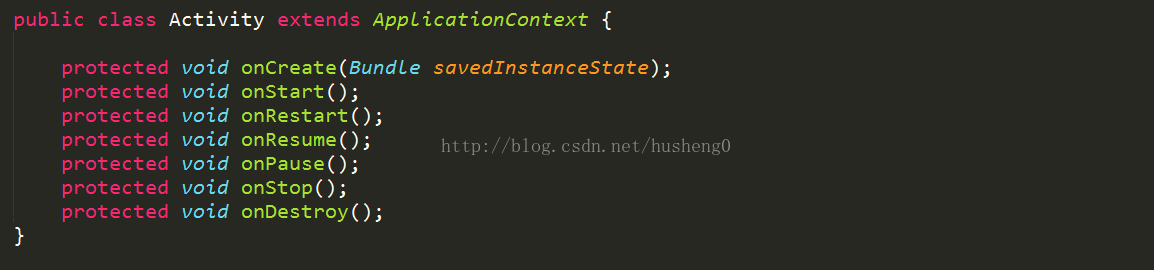 public class Activity extends ApplicationContext {
protected void onCreate(Bundle savedInstanceState);
protected void onStart();
protected void onRestart();
protected void onResume();
http://blog.csdn.net/husheng0
protected void onPause();
protected void onStop();
protected void onDestroy();
}